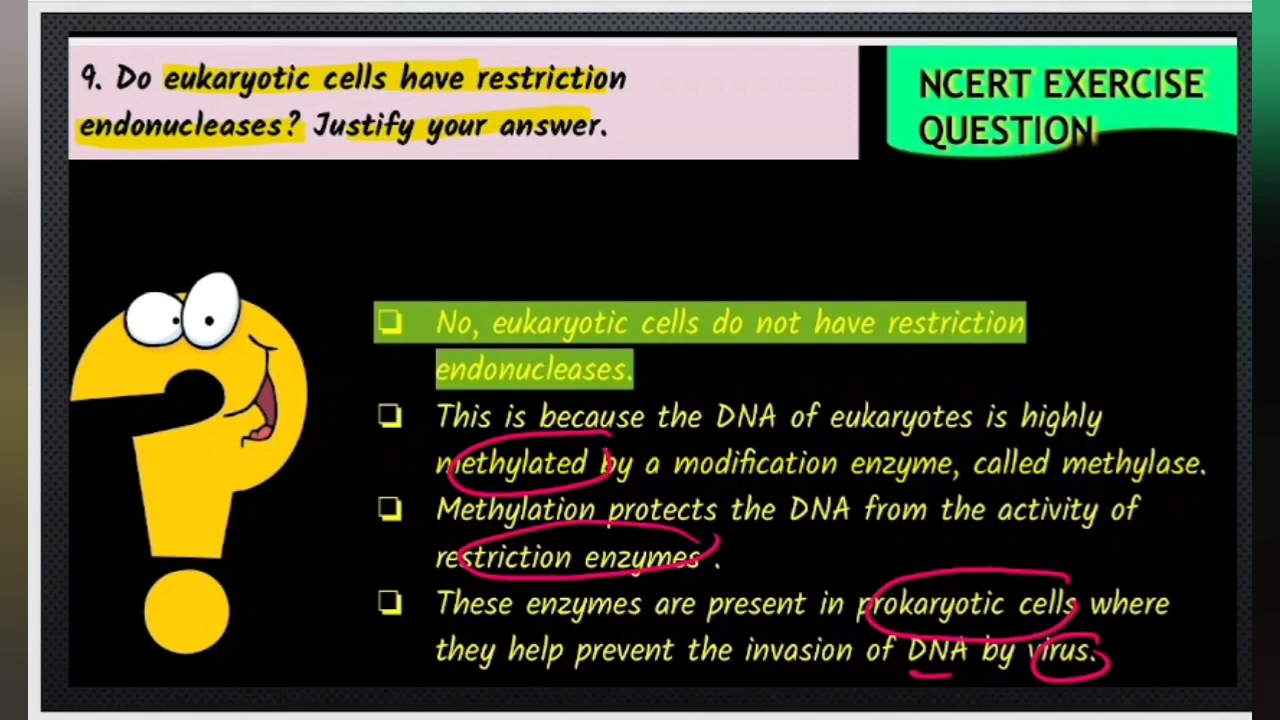 9. Do eukaryotic cells have restriction
endonucleases? Justify your answer.
NCERT EXERCISE
QUESTION
No, eukaryotic cells do not have restriction
endonucleases.
This is because the DNA of eukaryotes is highly
methylated by a modification enzyme, called methylase.
Methylation protects the DNA from the activity of
restriction enzymes .
These enzymes are present in prokaryotic cells where
they help prevent the invasion of DNA by virus.